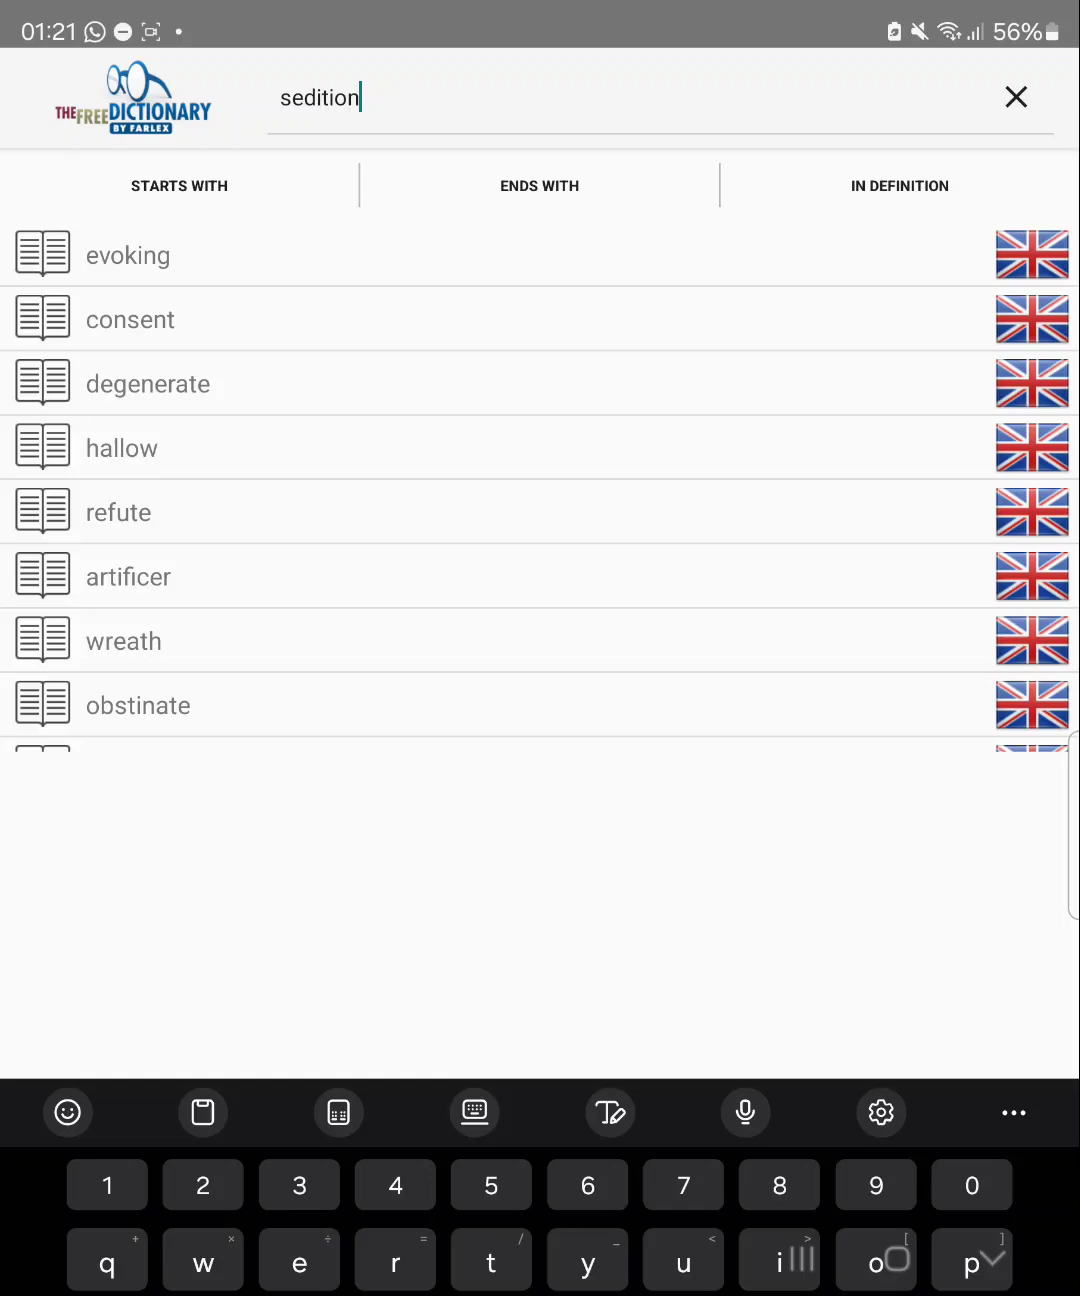 01:21 56%
THE FREE DICTIONARY
BY FARLEX
sedition
STARTS WITH ENDS WITH IN DEFINITION
evoking
consent
degenerate
hallow
refute
artificer
wreath
obstinate
1 2 3 4 5 6 7 8 9 0
+ × ÷ = / _ < > [ ]
q w e r t y u i o p